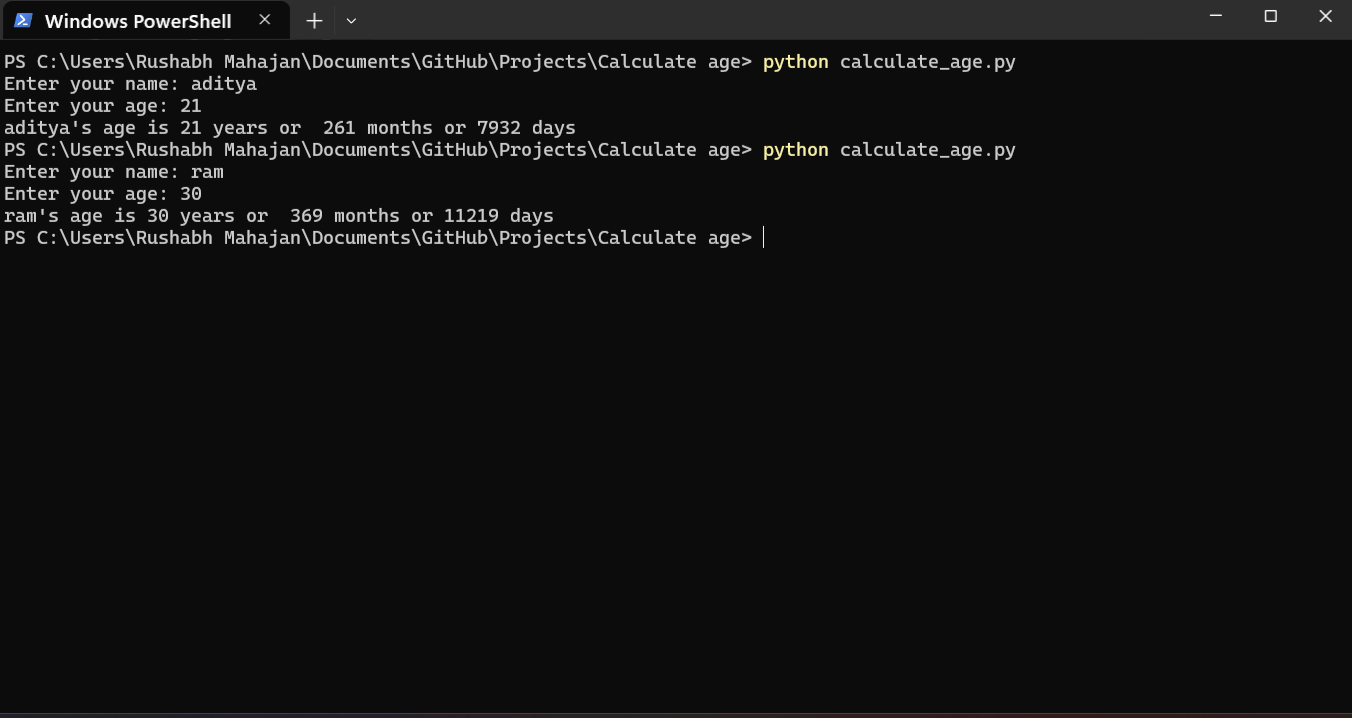 Windows PowerShell
PS C:\Users\Rushabh Mahajan\Documents\GitHub\Projects\Calculate age> python calculate_age.py
Enter your name: aditya
Enter your age: 21
aditya's age is 21 years or  261 months or 7932 days
PS C:\Users\Rushabh Mahajan\Documents\GitHub\Projects\Calculate age> python calculate_age.py
Enter your name: ram
Enter your age: 30
ram's age is 30 years or  369 months or 11219 days
PS C:\Users\Rushabh Mahajan\Documents\GitHub\Projects\Calculate age>